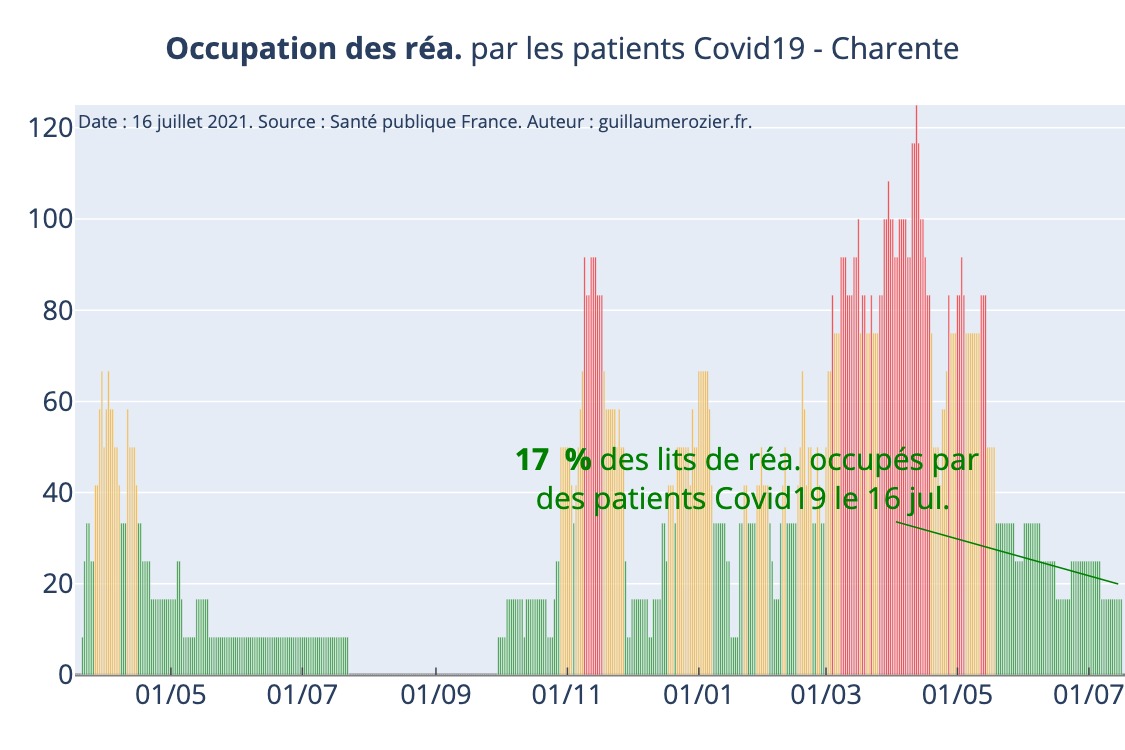 Occupation des réa. par les patients Covid19 - Charente
Date : 16 juillet 2021. Source : Santé publique France. Auteur : guillaumerozier.fr.
120
100
80
60
40
20
0
17 % des lits de réa. occupés par
des patients Covid19 le 16 jul.
01/05 01/07 01/09 01/11 01/01 01/03 01/05 01/07